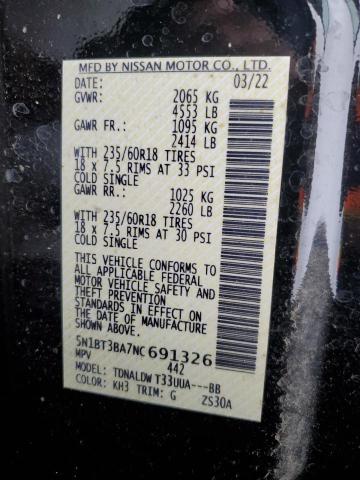 MFD BY NISSAN MOTOR CO., LTD.
DATE: 03/22
GVWR: 2065 KG
4553 LB
GAWR FR.: 1095 KG
2414 LB
WITH 235/60R18 TIRES
18 x 7.5 RIMS AT 33 PSI
COLD SINGLE
GAWR RR.: 1025 KG
2260 LB
WITH 235/60R18 TIRES
18 x 7.5 RIMS AT 30 PSI
COLD SINGLE
THIS VEHICLE CONFORMS TO
ALL APPLICABLE FEDERAL
MOTOR VEHICLE SAFETY AND
THEFT PREVENTION
STANDARDS IN EFFECT ON
THE DATE OF MANUFACTURE
SHOWN ABOVE.
5N1BT3BA7NC691326
MPV 442
MODEL: TDNALDW T33UUA---BB
COLOR: KH3 TRIM: G ZS30A